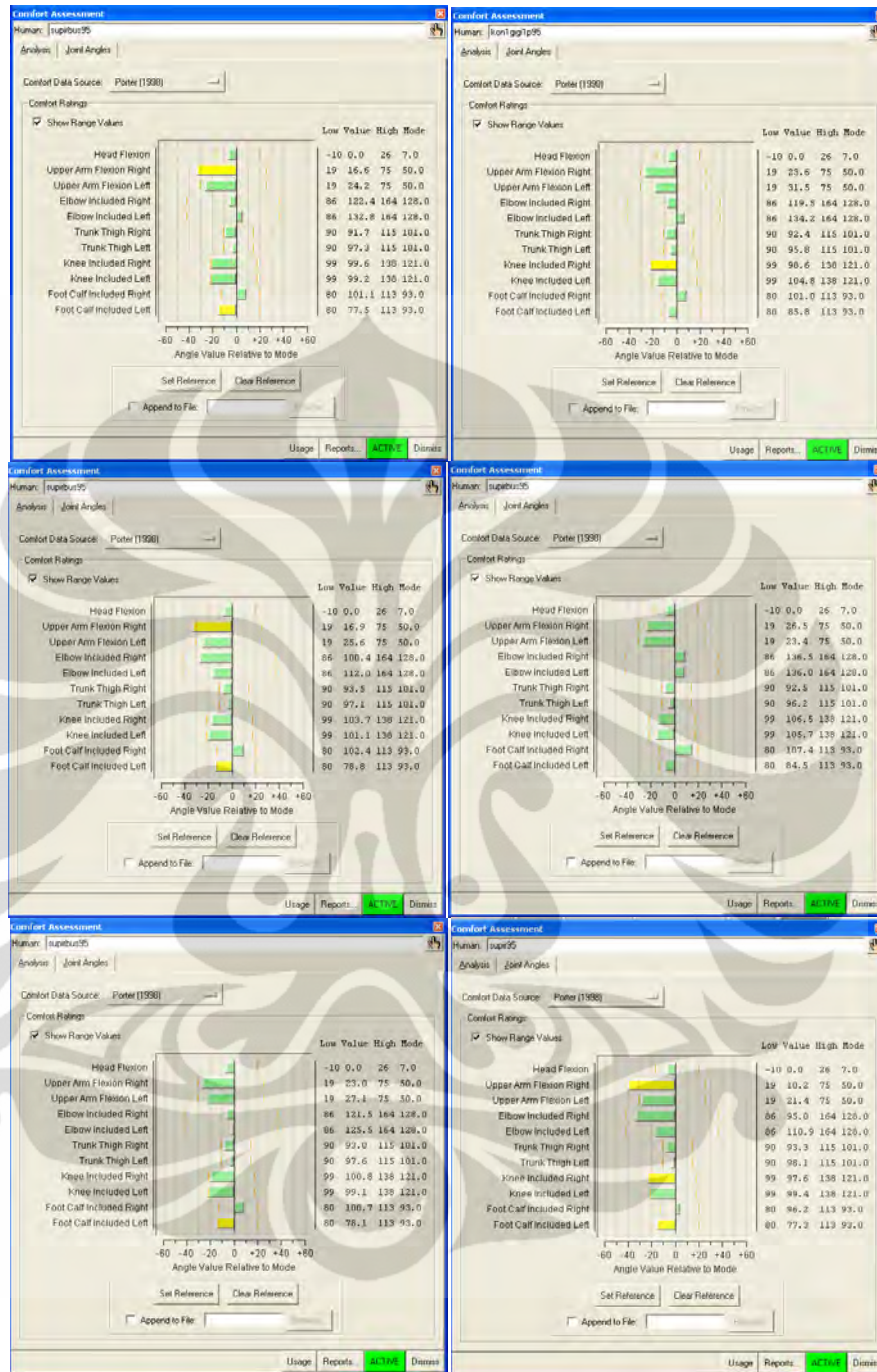 Comfort Assessment
Human: supirbus95
Analysis Joint Angles
Comfort Data Source: Porter (1998)
Comfort Ratings
Show Range Values
Low Value High Mode
Head Flexion -10 0.0 26 7.0
Upper Arm Flexion Right 19 16.6 75 50.0
Upper Arm Flexion Left 19 24.2 75 50.0
Elbow Included Right 86 122.4 164 128.0
Elbow Included Left 86 132.8 164 128.0
Trunk Thigh Right 90 91.7 115 101.0
Trunk Thigh Left 90 97.3 115 101.0
Knee Included Right 99 99.6 138 121.0
Knee Included Left 99 99.2 138 121.0
Foot Calf Included Right 80 101.1 113 93.0
Foot Calf Included Left 80 77.5 113 93.0
-60 -40 -20 0 +20 +40 +60
Angle Value Relative to Mode
Set Reference Clear Reference
Append to File:
Usage Reports... ACTIVE Dismiss
Comfort Assessment
Human:
Analysis Joint Angles
Comfort Data Source: Porter (1998)
Comfort Ratings
Show Range Values
Low Value High Mode
Head Flexion -10 0.0 26 7.0
Upper Arm Flexion Right 19 23.6 75 50.0
Upper Arm Flexion Left 19 31.5 75 50.0
Elbow Included Right 86 119.5 164 128.0
Elbow Included Left 86 134.2 164 128.0
Trunk Thigh Right 90 92.4 115 101.0
Trunk Thigh Left 90 95.8 115 101.0
Knee Included Right 99 98.6 138 121.0
Knee Included Left 99 104.8 138 121.0
Foot Calf Included Right 80 101.0 113 93.0
Foot Calf Included Left 80 85.8 113 93.0
-60 -40 -20 0 +20 +40 +60
Angle Value Relative to Mode
Set Reference Clear Reference
Append to File:
Usage Reports... ACTIVE Dismiss
Comfort Assessment
Human: supirbus95
Analysis Joint Angles
Comfort Data Source: Porter (1998)
Comfort Ratings
Show Range Values
Low Value High Mode
Head Flexion -10 0.0 26 7.0
Upper Arm Flexion Right 19 16.9 75 50.0
Upper Arm Flexion Left 19 25.6 75 50.0
Elbow Included Right 86 100.4 164 128.0
Elbow Included Left 86 112.0 164 128.0
Trunk Thigh Right 90 93.5 115 101.0
Trunk Thigh Left 90 97.1 115 101.0
Knee Included Right 99 103.7 138 121.0
Knee Included Left 99 101.1 138 121.0
Foot Calf Included Right 80 102.4 113 93.0
Foot Calf Included Left 80 78.8 113 93.0
-60 -40 -20 0 +20 +40 +60
Angle Value Relative to Mode
Set Reference Clear Reference
Append to File:
Usage Reports... ACTIVE Dismiss
Comfort Assessment
Human: supirbus95
Analysis Joint Angles
Comfort Data Source: Porter (1998)
Comfort Ratings
Show Range Values
Low Value High Mode
Head Flexion -10 0.0 26 7.0
Upper Arm Flexion Right 19 26.5 75 50.0
Upper Arm Flexion Left 19 23.4 75 50.0
Elbow Included Right 86 136.5 164 128.0
Elbow Included Left 86 136.0 164 128.0
Trunk Thigh Right 90 92.5 115 101.0
Trunk Thigh Left 90 96.2 115 101.0
Knee Included Right 99 106.5 138 121.0
Knee Included Left 99 105.7 138 121.0
Foot Calf Included Right 80 107.4 113 93.0
Foot Calf Included Left 80 84.5 113 93.0
-60 -40 -20 0 +20 +40 +60
Angle Value Relative to Mode
Set Reference Clear Reference
Append to File:
Usage Reports... ACTIVE Dismiss
Comfort Assessment
Human: supirbus95
Analysis Joint Angles
Comfort Data Source: Porter (1998)
Comfort Ratings
Show Range Values
Low Value High Mode
Head Flexion -10 0.0 26 7.0
Upper Arm Flexion Right 19 23.0 75 50.0
Upper Arm Flexion Left 19 27.1 75 50.0
Elbow Included Right 86 121.5 164 128.0
Elbow Included Left 86 125.5 164 128.0
Trunk Thigh Right 90 93.0 115 101.0
Trunk Thigh Left 90 97.6 115 101.0
Knee Included Right 99 100.8 138 121.0
Knee Included Left 99 99.1 138 121.0
Foot Calf Included Right 80 100.7 113 93.0
Foot Calf Included Left 80 78.1 113 93.0
-60 -40 -20 0 +20 +40 +60
Angle Value Relative to Mode
Set Reference Clear Reference
Append to File:
Usage Reports... ACTIVE Dismiss
Comfort Assessment
Human: supir95
Analysis Joint Angles
Comfort Data Source: Porter (1998)
Comfort Ratings
Show Range Values
Low Value High Mode
Head Flexion -10 0.0 26 7.0
Upper Arm Flexion Right 19 10.2 75 50.0
Upper Arm Flexion Left 19 21.4 75 50.0
Elbow Included Right 86 95.0 164 128.0
Elbow Included Left 86 110.9 164 128.0
Trunk Thigh Right 90 93.3 115 101.0
Trunk Thigh Left 90 98.1 115 101.0
Knee Included Right 99 97.6 138 121.0
Knee Included Left 99 99.4 138 121.0
Foot Calf Included Right 80 96.2 113 93.0
Foot Calf Included Left 80 77.3 113 93.0
-60 -40 -20 0 +20 +40 +60
Angle Value Relative to Mode
Set Reference Clear Reference
Append to File:
Usage Reports... ACTIVE Dismiss